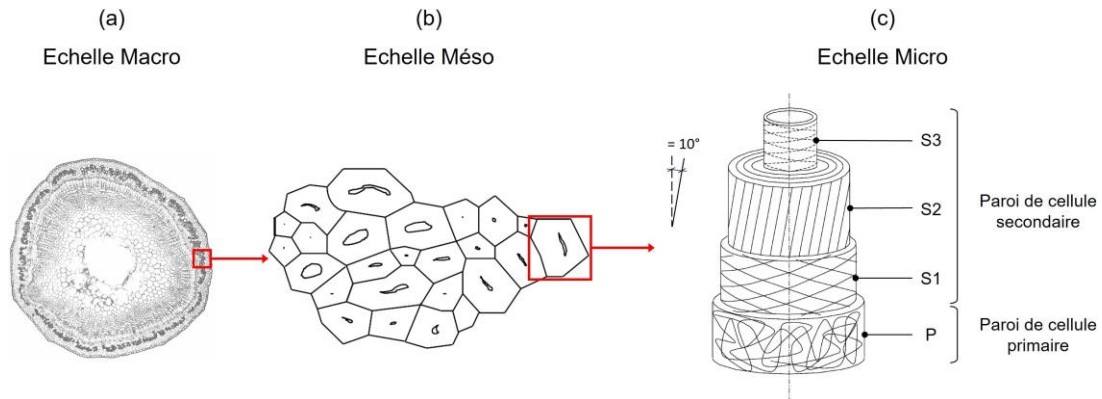 (a)
Echelle Macro
(b)
Echelle Méso
(c)
Echelle Micro
= 10°
S3
S2
S1
P
Paroi de cellule
secondaire
Paroi de cellule
primaire